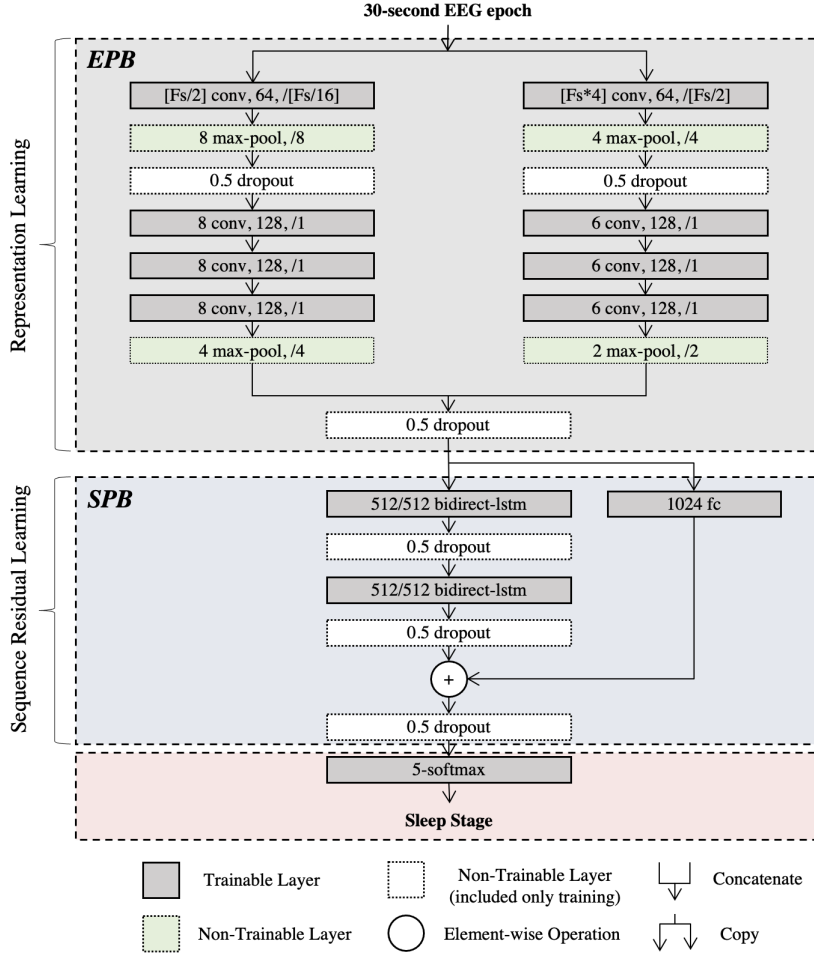 30-second EEG epoch
EPB
Representation Learning
[Fs/2] conv, 64, /[Fs/16]
8 max-pool, /8
0.5 dropout
8 conv, 128, /1
8 conv, 128, /1
8 conv, 128, /1
4 max-pool, /4
[Fs*4] conv, 64, /[Fs/2]
4 max-pool, /4
0.5 dropout
6 conv, 128, /1
6 conv, 128, /1
6 conv, 128, /1
2 max-pool, /2
0.5 dropout
SPB
Sequence Residual Learning
512/512 bidirect-lstm
1024 fc
0.5 dropout
512/512 bidirect-lstm
0.5 dropout
+
0.5 dropout
5-softmax
Sleep Stage
Trainable Layer
Non-Trainable Layer
(included only training)
Concatenate
Non-Trainable Layer
Element-wise Operation
Copy